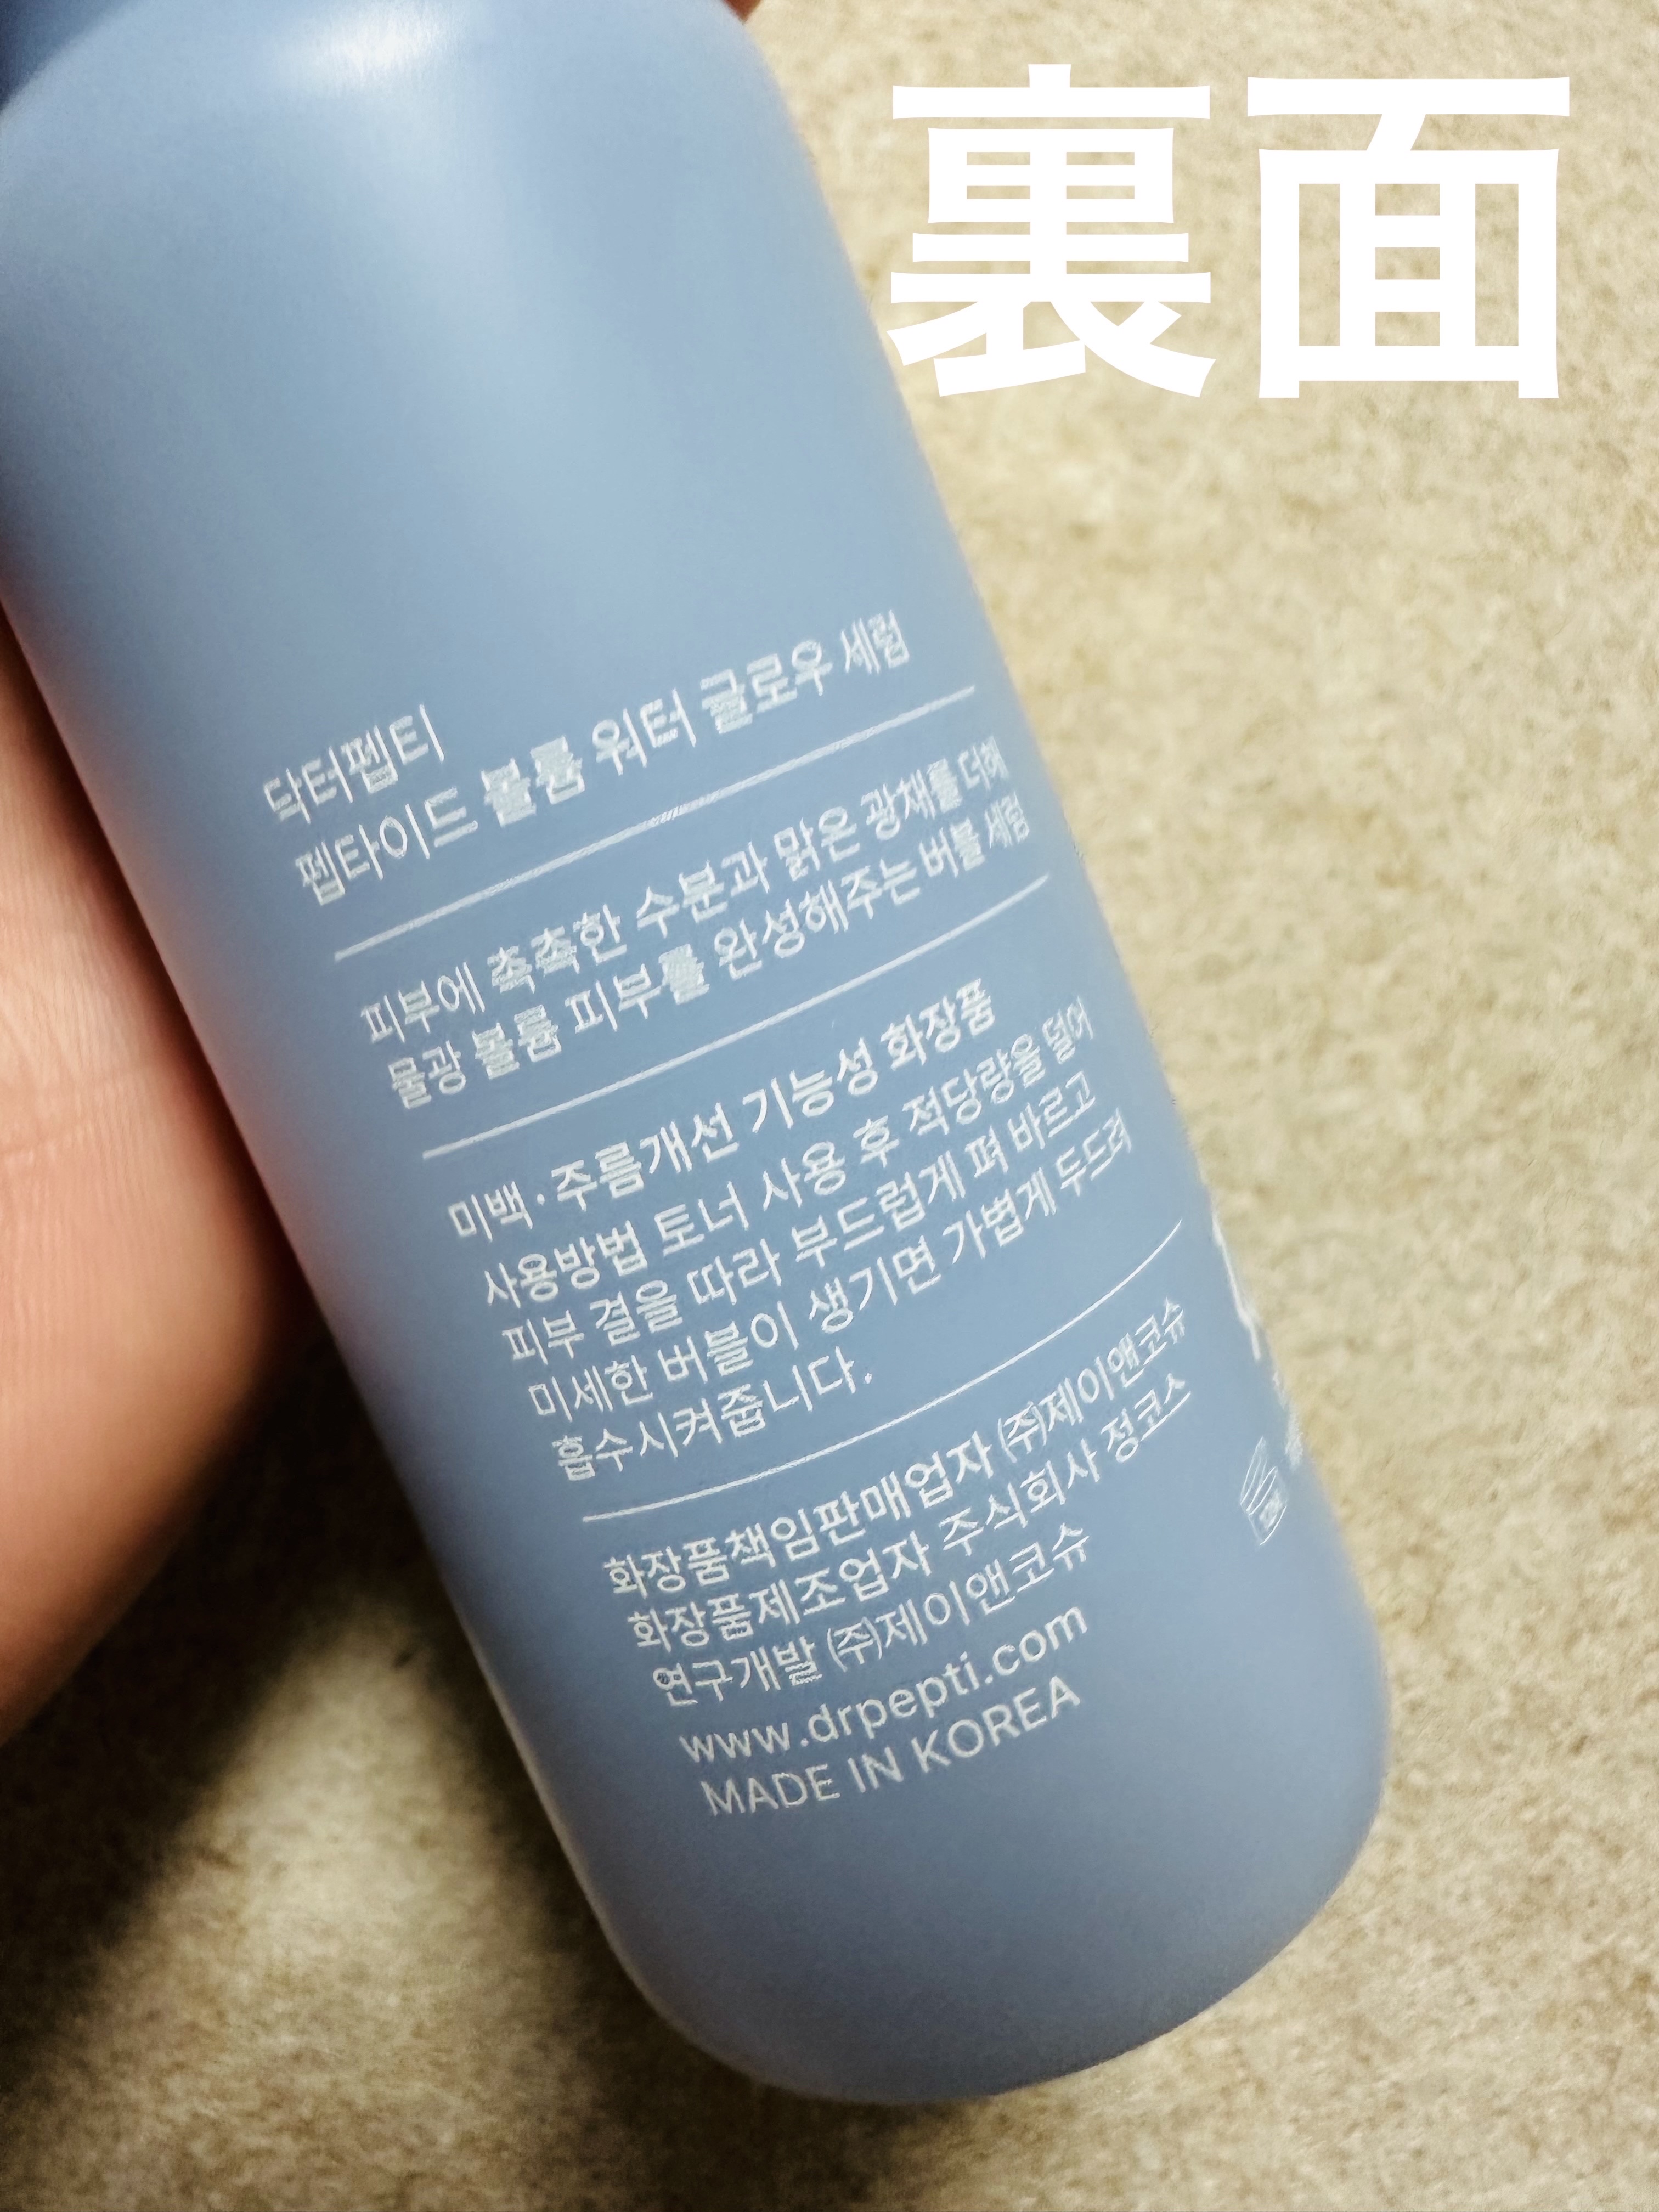 裏面
닥터펩티
펩타이드 볼륨 워터 글로우 세럼
피부에 촉촉한 수분과 맑은 광채를 더해
물광 볼륨 피부를 완성해주는 버블 세럼
미백·주름개선 기능성 화장품
사용방법 토너 사용 후 적당량을 덜어
피부 결을 따라 부드럽게 펴 바르고
미세한 버블이 생기면 가볍게 두드려
흡수시켜줍니다.
화장품책임판매업자 ㈜제이앤코슈
화장품제조업자 주식회사 정코스
연구개발 ㈜제이앤코슈
www.drpepti.com
MADE IN KOREA